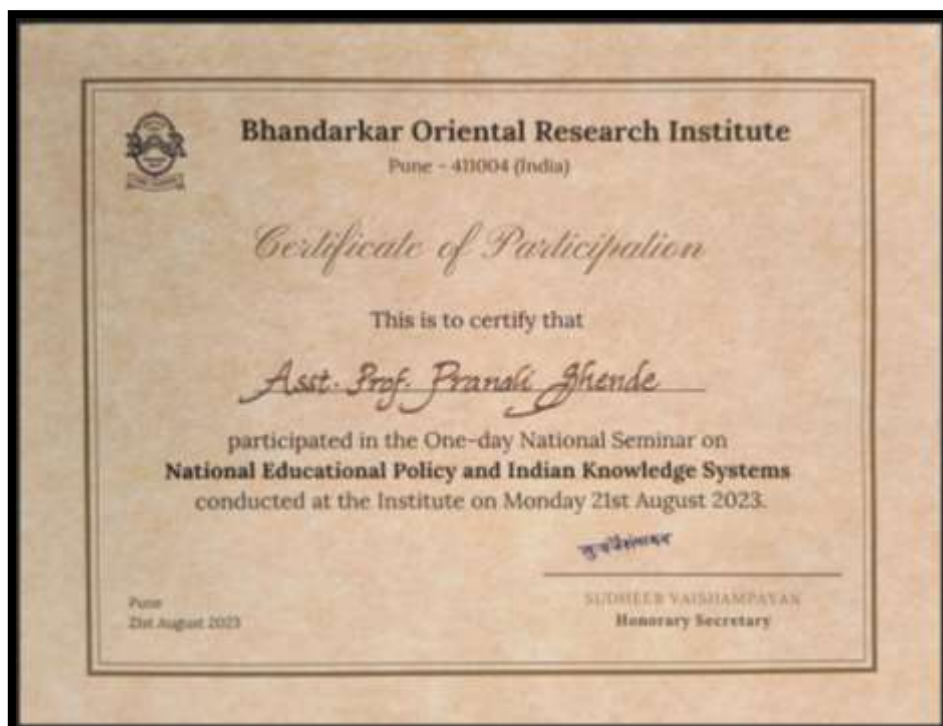 Bhandarkar Oriental Research Institute
Pune - 411004 (India)
Certificate of Participation
This is to certify that
Asst. Prof. Pranali
participated in the One-day National Seminar on
National Educational Policy and Indian Knowledge Systems
conducted at the Institute on Monday 21st August 2023.
SUDHEER VAISHAMPAYAN
Honorary Secretary
Pune
21st August 2023